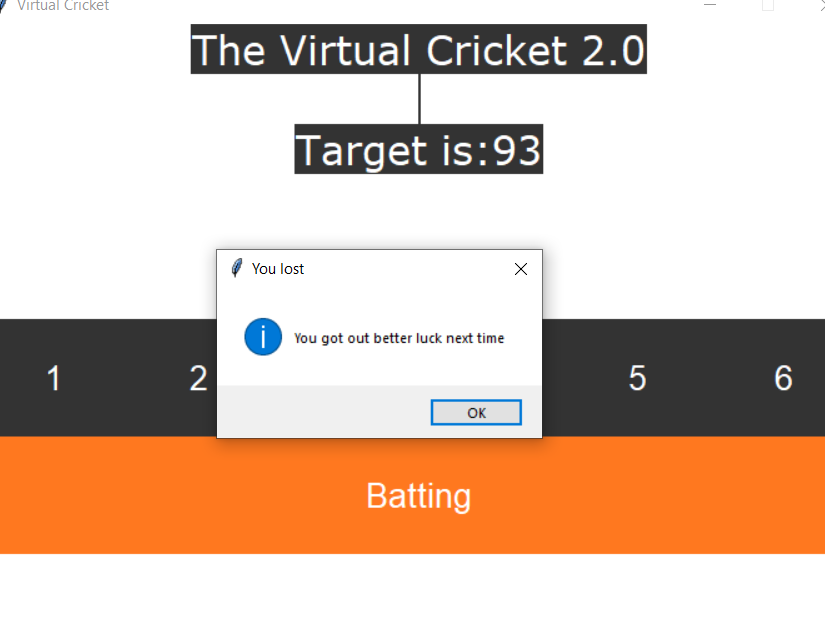 Virtual Cricket
The Virtual Cricket 2.0
Target is:93
You lost
You got out better luck next time
OK
1 2 5 6
Batting